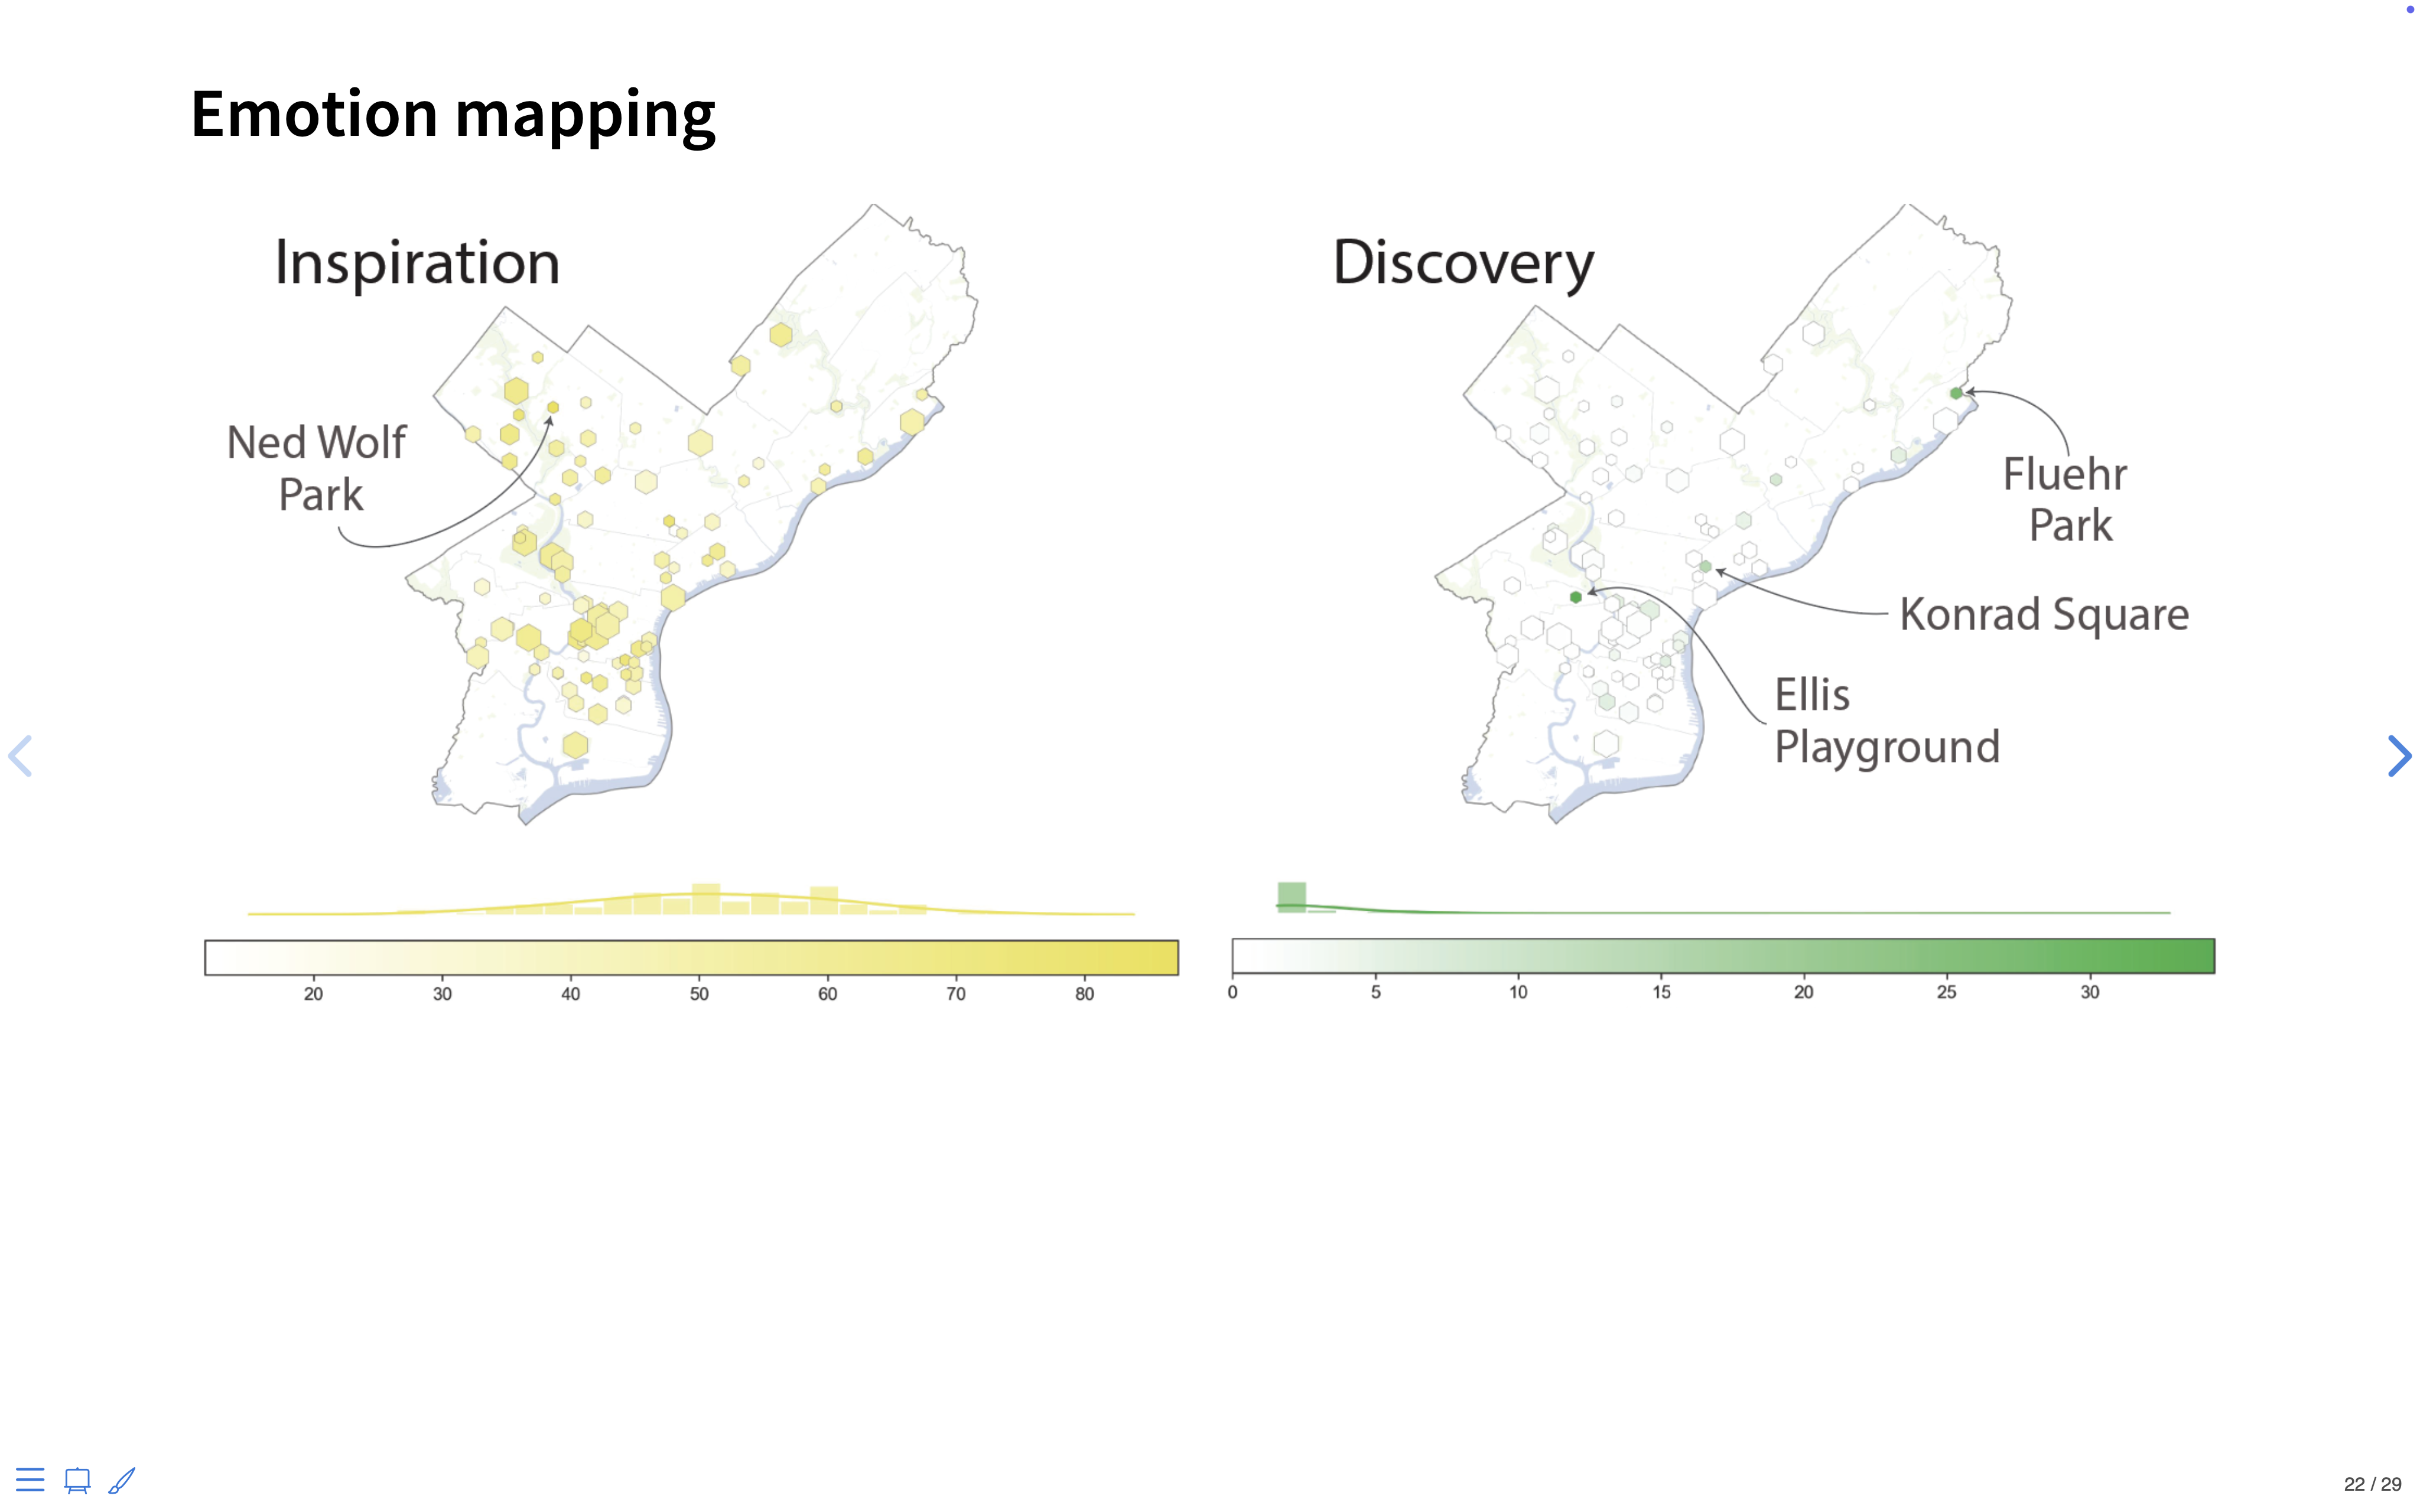 Emotion mapping
Inspiration
Ned Wolf
Park
20 30 40 50 60 70 80
Discovery
Fluehr
Park
Konrad Square
Ellis
Playground
0 5 10 15 20 25 30
22 / 29